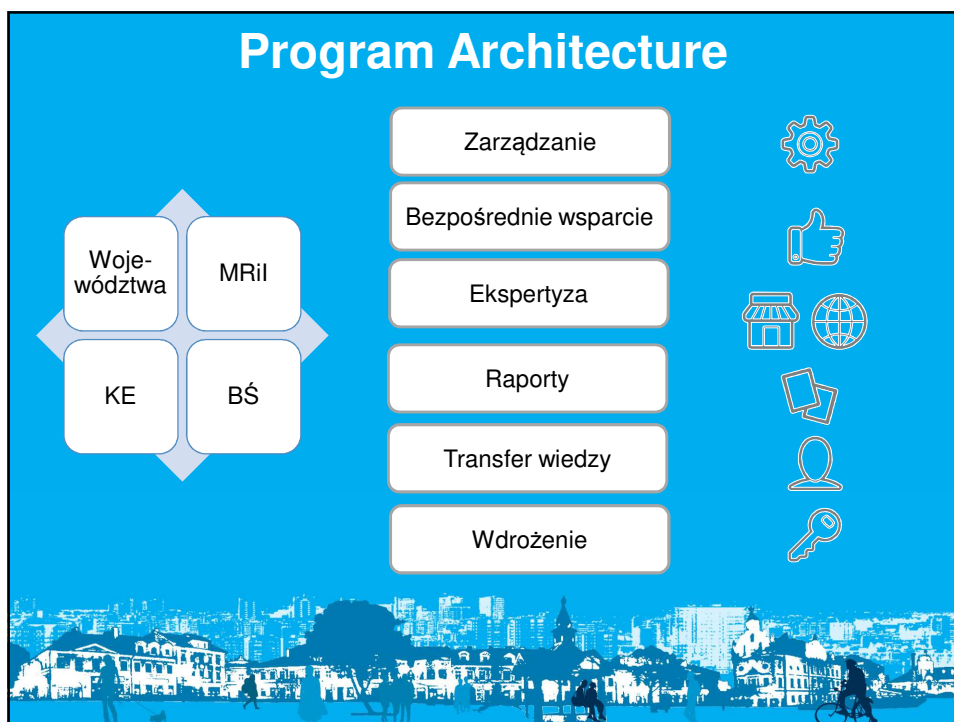 Program Architecture
Woje-
wództwa
MRiI
KE
BŚ
Zarządzanie
Bezpośrednie wsparcie
Ekspertyza
Raporty
Transfer wiedzy
Wdrożenie